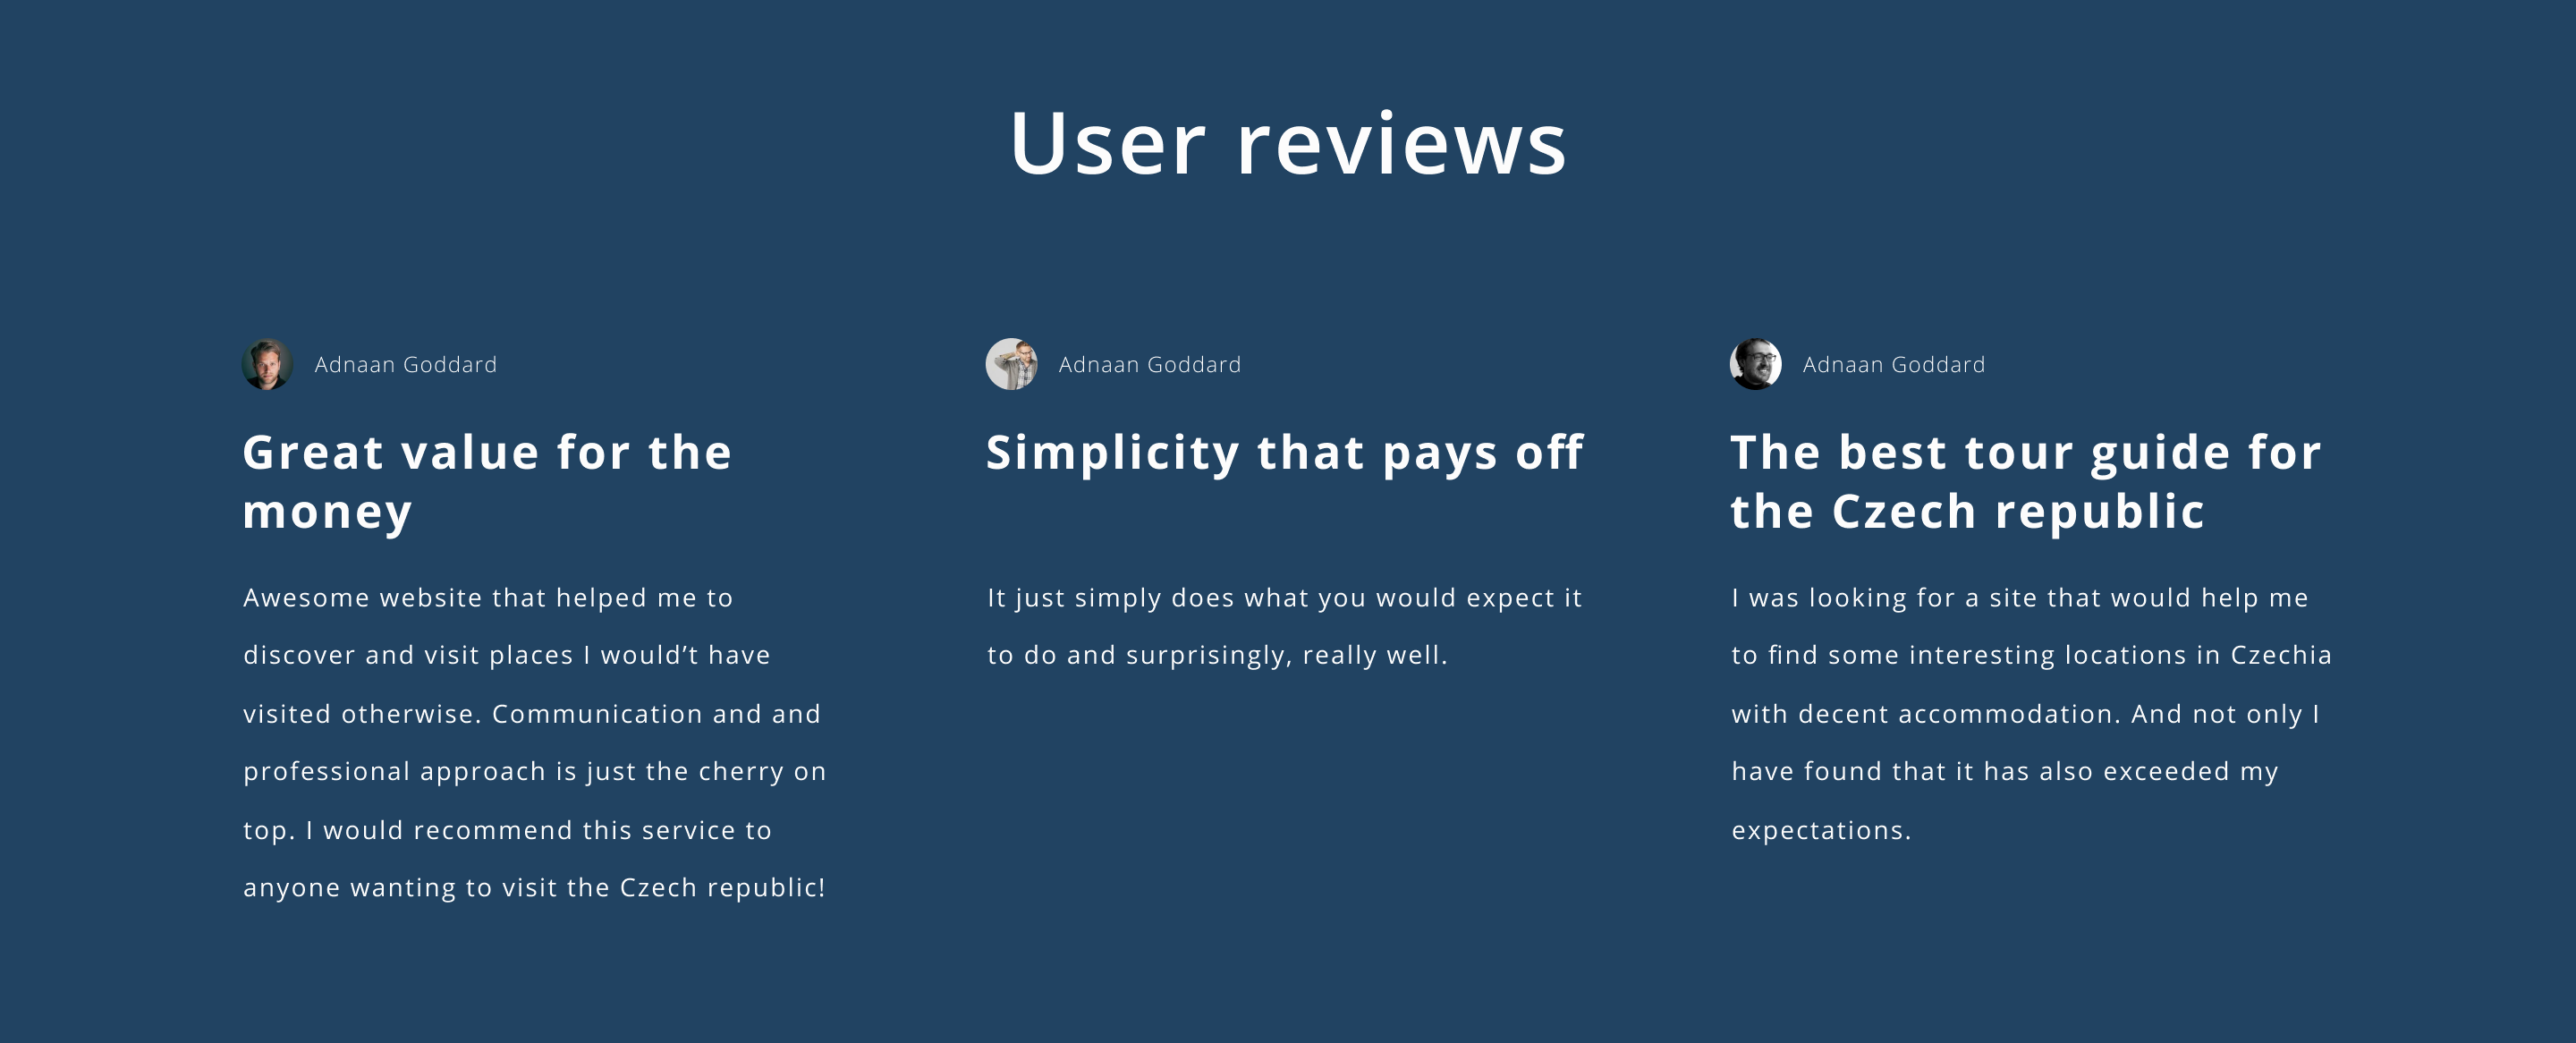 User reviews
Adnaan Goddard
Great value for the
money
Awesome website that helped me to
discover and visit places I would’t have
visited otherwise. Communication and and
professional approach is just the cherry on
top. I would recommend this service to
anyone wanting to visit the Czech republic!
Adnaan Goddard
Simplicity that pays off
It just simply does what you would expect it
to do and surprisingly, really well.
Adnaan Goddard
The best tour guide for
the Czech republic
I was looking for a site that would help me
to find some interesting locations in Czechia
with decent accommodation. And not only I
have found that it has also exceeded my
expectations.